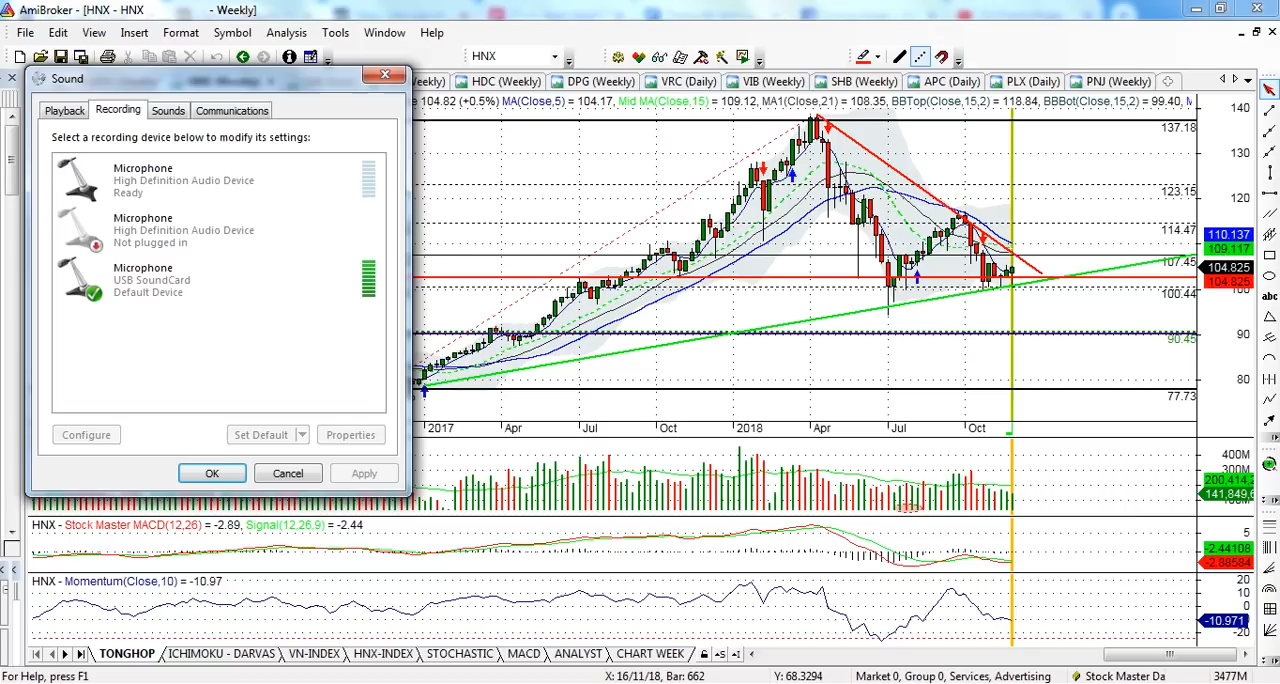 AmiBroker - [HNX - HNX - Weekly]
File Edit View Insert Format Symbol Analysis Tools Window Help
HNX
Sound
Weekly) HDC (Weekly) DPG (Weekly) VRC (Daily) VIB (Weekly) SHB (Weekly) APC (Daily) PLX (Daily) PNJ (Weekly)
Playback Recording Sounds Communications
se 104.82 (+0.5%) MA(Close,5) = 104.17, Mid MA(Close,15) = 109.12, MA1(Close,21) = 108.35, BBTop(Close,15,2) = 118.84, BBBot(Close,15,2) = 99.40, M
Select a recording device below to modify its settings:
Microphone
High Definition Audio Device
Ready
Microphone
High Definition Audio Device
Not plugged in
Microphone
USB SoundCard
Default Device
Configure Set Default Properties
OK Cancel Apply
140
137.18
130
123.15
120
114.47
110.137
109.117
107.45
104.825
104.825
100.44
100
90
90.45
80
77.73
2017 Apr Jul Oct 2018 Apr Jul Oct
400M
300M
200,414,2
141,849,6
HNX - Stock Master MACD(12,26) = -2.89, Signal(12,26,9) = -2.44
5
-2.44108
-2.88584
HNX - Momentum(Close,10) = -10.97
20
10
0
-10.971
-20
TONGHOP ICHIMOKU - DARVAS VN-INDEX HNX-INDEX STOCHASTIC MACD ANALYST CHART WEEK
For Help, press F1 X: 16/11/18, Bar: 662 Y: 68.3294 Market 0, Group 0, Services, Advertising Stock Master Da 3477M